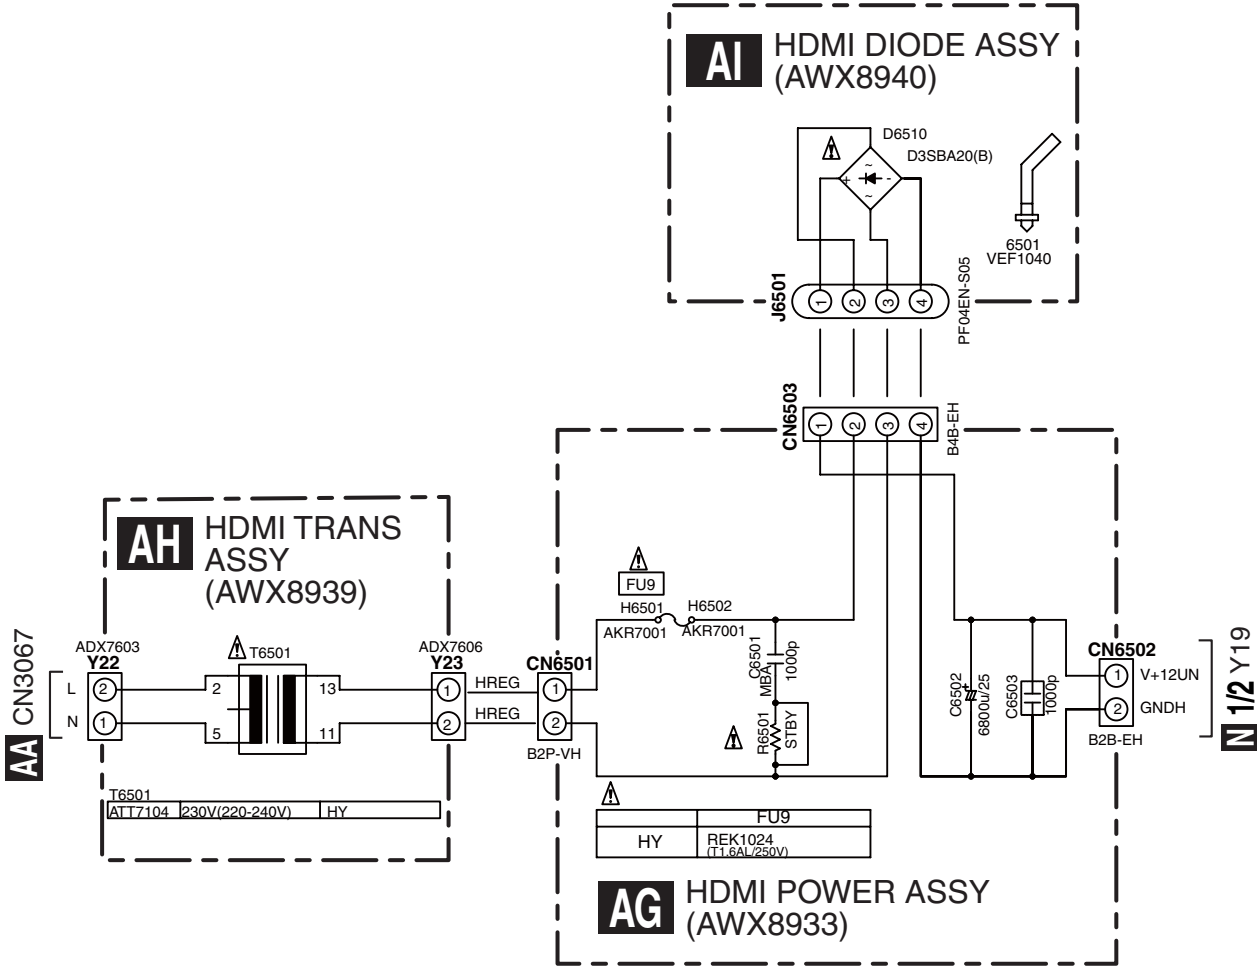 AI
HDMI DIODE ASSY
(AWX8940)
D6510
D3SBA20(B)
~
+ -
~
6501
VEF1040
J6501
1 2 3 4
PF04EN-S05
CN6503
1 2 3 4
B4B-EH
AH
HDMI TRANS
ASSY
(AWX8939)
AA CN3067
L
N
ADX7603
Y22
2
1
T6501
2
5
13
11
ADX7606
Y23
1
2
HREG
HREG
T6501
ATT7104 230V(220-240V) HY
CN6501
1
2
B2P-VH
FU9
H6501 H6502
AKR7001 AKR7001
C6501
MBA
1000p
R6501
STBY
C6502
+
6800u/25
C6503
1000p
CN6502
1 V+12UN
2 GNDH
B2B-EH
N 1/2 Y19
FU9
HY REK1024
(T1.6AL/250V)
AG
HDMI POWER ASSY
(AWX8933)